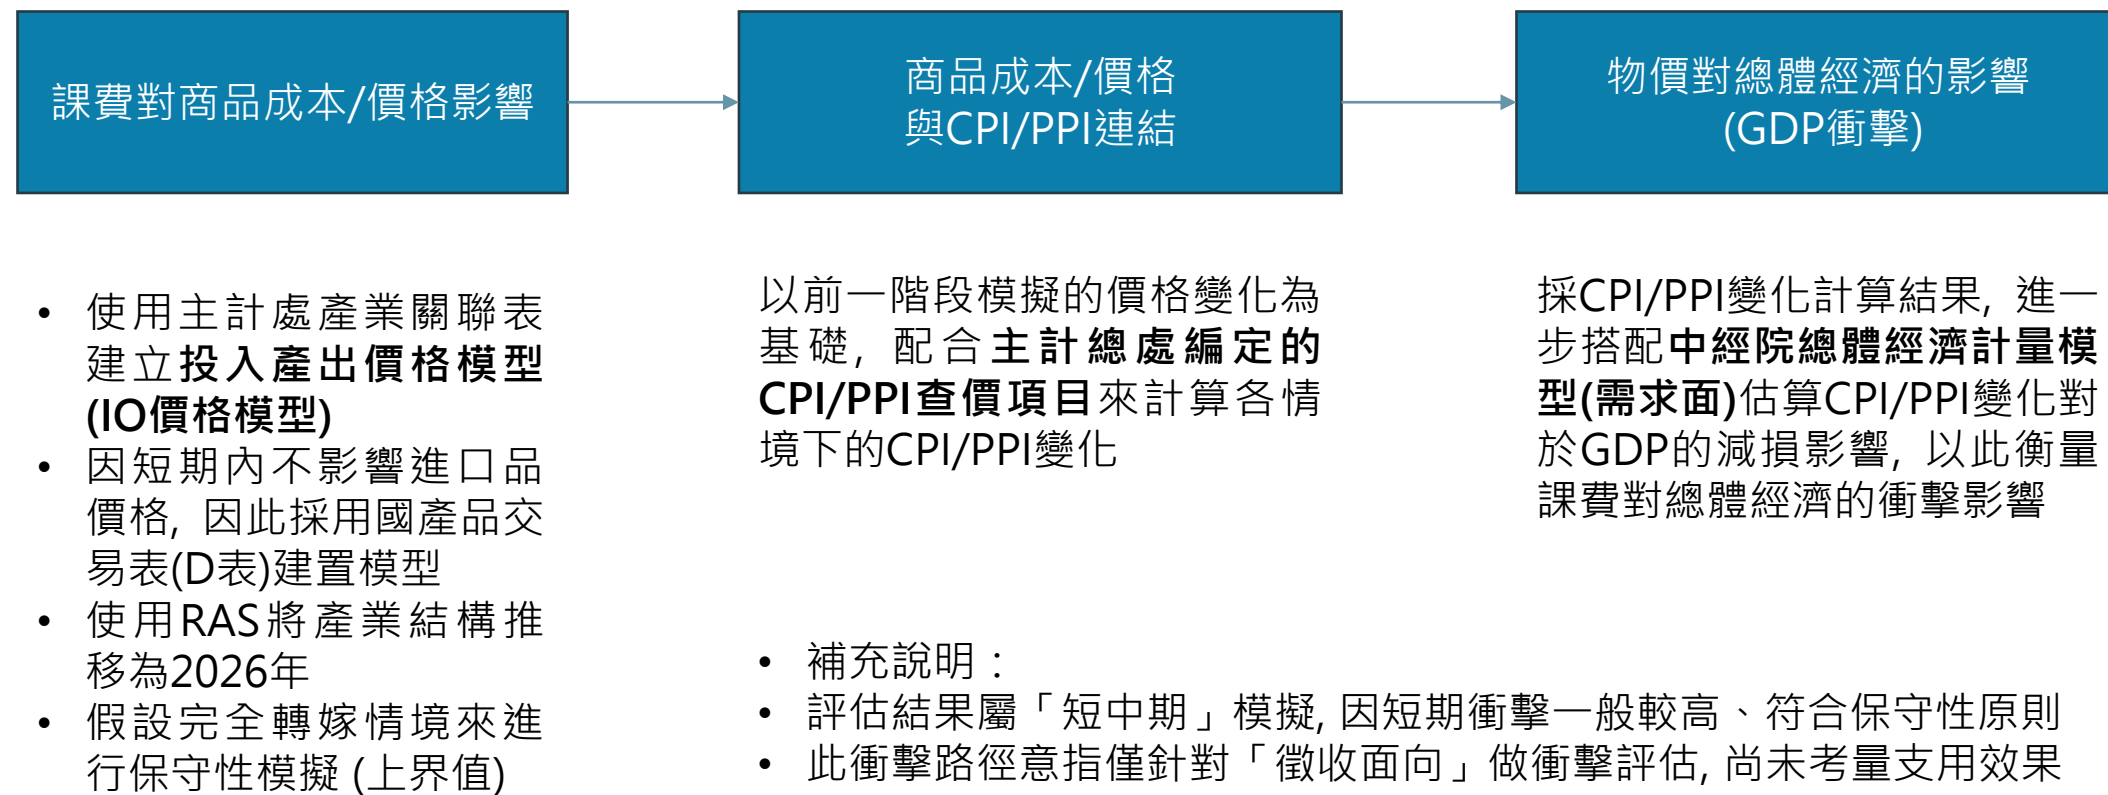 課費對商品成本/價格影響
商品成本/價格
與CPI/PPI連結
物價對總體經濟的影響
(GDP衝擊)
• 使用主計處產業關聯表
建立投入產出價格模型
(IO價格模型)
• 因短期內不影響進口品
價格, 因此採用國產品交
易表(D表)建置模型
• 使用RAS將產業結構推
移為2026年
• 假設完全轉嫁情境來進
行保守性模擬 (上界值)
以前一階段模擬的價格變化為
基礎, 配合主計總處編定的
CPI/PPI查價項目來計算各情
境下的CPI/PPI變化
採CPI/PPI變化計算結果, 進一
步搭配中經院總體經濟計量模
型(需求面)估算CPI/PPI變化對
於GDP的減損影響, 以此衡量
課費對總體經濟的衝擊影響
• 補充說明：
• 評估結果屬「短中期」模擬, 因短期衝擊一般較高、符合保守性原則
• 此衝擊路徑意指僅針對「徵收面向」做衝擊評估, 尚未考量支用效果